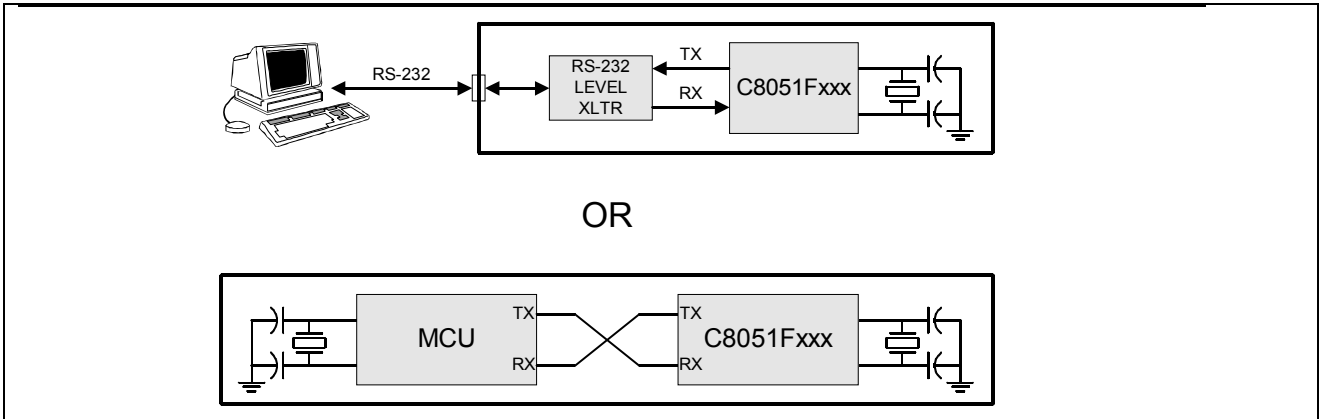 RS-232
RS-232
LEVEL
XLTR
TX
RX
C8051Fxxx
OR
MCU
TX
RX
TX
RX
C8051Fxxx